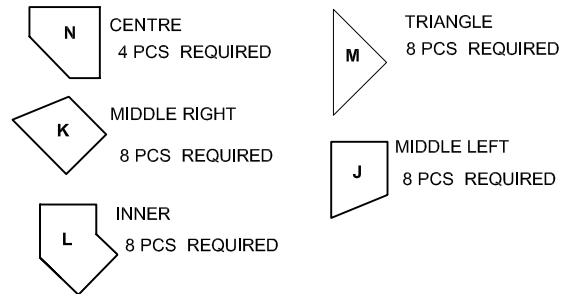 N CENTRE
4 PCS REQUIRED
K MIDDLE RIGHT
8 PCS REQUIRED
L INNER
8 PCS REQUIRED
M TRIANGLE
8 PCS REQUIRED
J MIDDLE LEFT
8 PCS REQUIRED